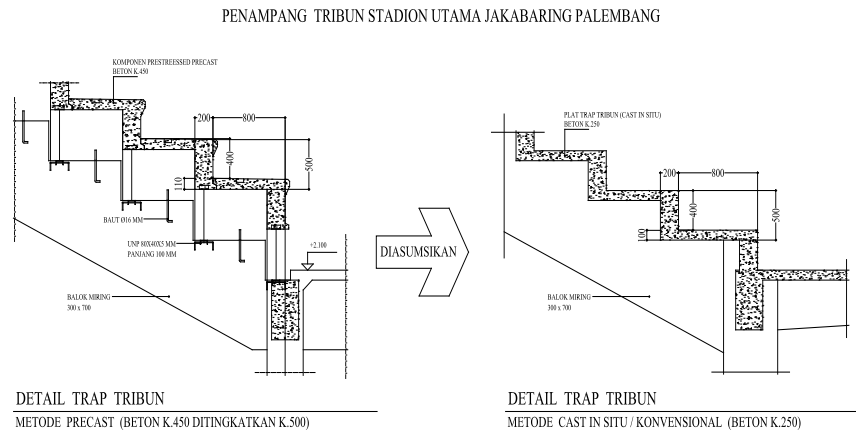 PENAMPANG TRIBUN STADION UTAMA JAKABARING PALEMBANG
KOMPONEN PRESTREESSED PRECAST
BETON K.450
200
800
400
500
110
BAUT Ø16 MM
UNP 80X40X5 MM
PANJANG 100 MM
+2.100
BALOK MIRING
300 x 700
DETAIL TRAP TRIBUN
METODE PRECAST (BETON K.450 DITINGKATKAN K.500)
DIASUMSIKAN
PLAT TRAP TRIBUN (CAST IN SITU)
BETON K.250
200
800
400
500
100
BALOK MIRING
300 x 700
DETAIL TRAP TRIBUN
METODE CAST IN SITU / KONVENSIONAL (BETON K.250)